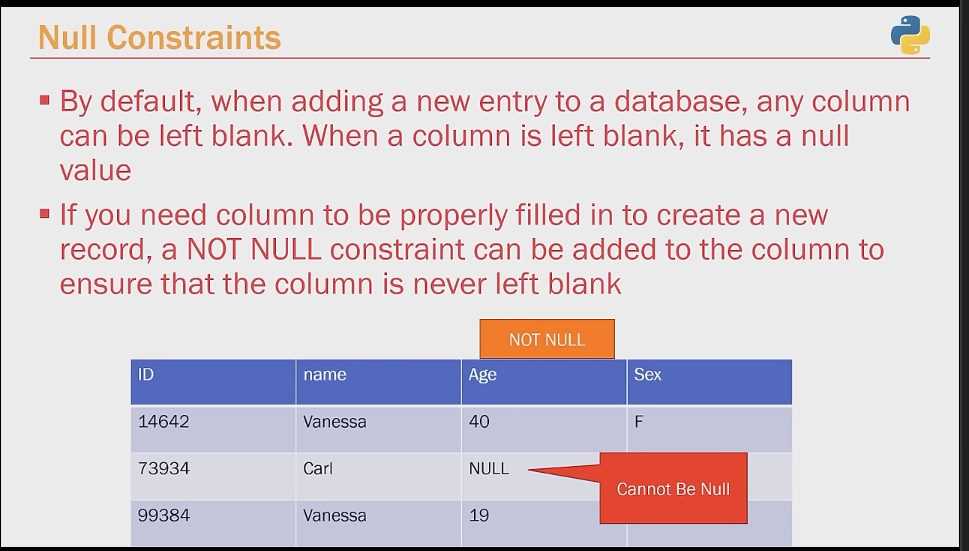 Null Constraints
By default, when adding a new entry to a database, any column
can be left blank. When a column is left blank, it has a null
value
If you need column to be properly filled in to create a new
record, a NOT NULL constraint can be added to the column to
ensure that the column is never left blank
NOT NULL
ID name Age Sex
14642 Vanessa 40 F
73934 Carl NULL
Cannot Be Null
99384 Vanessa 19